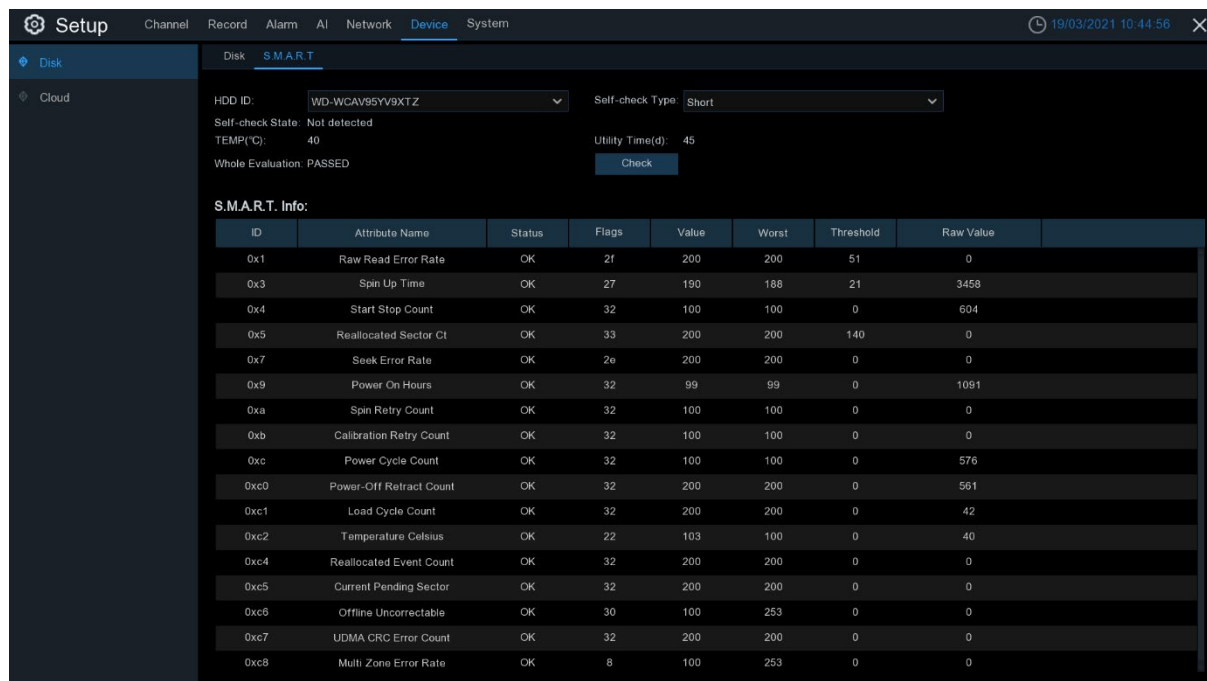 Setup Channel Record Alarm AI Network Device System 19/03/2021 10:44:56
Disk
Cloud
Disk S.M.A.R.T
HDD ID: WD-WCAV95YV9XTZ Self-check Type: Short
Self-check State: Not detected
TEMP(℃): 40 Utility Time(d): 45
Whole Evaluation: PASSED Check
S.M.A.R.T. Info:
ID Attribute Name Status Flags Value Worst Threshold Raw Value
0x1 Raw Read Error Rate OK 2f 200 200 51 0
0x3 Spin Up Time OK 27 190 188 21 3458
0x4 Start Stop Count OK 32 100 100 0 604
0x5 Reallocated Sector Ct OK 33 200 200 140 0
0x7 Seek Error Rate OK 2e 200 200 0 0
0x9 Power On Hours OK 32 99 99 0 1091
0xa Spin Retry Count OK 32 100 100 0 0
0xb Calibration Retry Count OK 32 100 100 0 0
0xc Power Cycle Count OK 32 100 100 0 576
0xc0 Power-Off Retract Count OK 32 200 200 0 561
0xc1 Load Cycle Count OK 32 200 200 0 42
0xc2 Temperature Celsius OK 22 103 100 0 40
0xc4 Reallocated Event Count OK 32 200 200 0 0
0xc5 Current Pending Sector OK 32 200 200 0 0
0xc6 Offline Uncorrectable OK 30 100 253 0 0
0xc7 UDMA CRC Error Count OK 32 200 200 0 0
0xc8 Multi Zone Error Rate OK 8 100 253 0 0